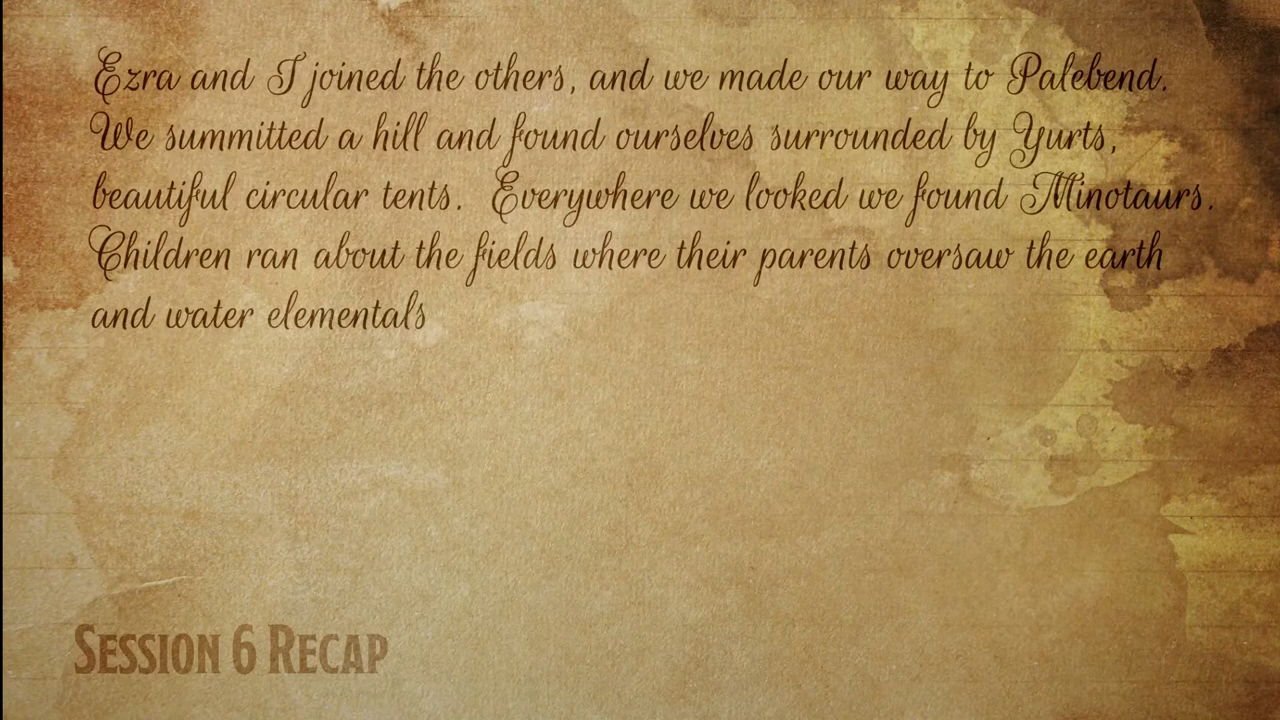 Ezra and I joined the others, and we made our way to Palebend.
We summitted a hill and found ourselves surrounded by Yurts,
beautiful circular tents.  Everywhere we looked we found Minotaurs.
Children ran about the fields where their parents oversaw the earth
and water elementals
Session 6 Recap